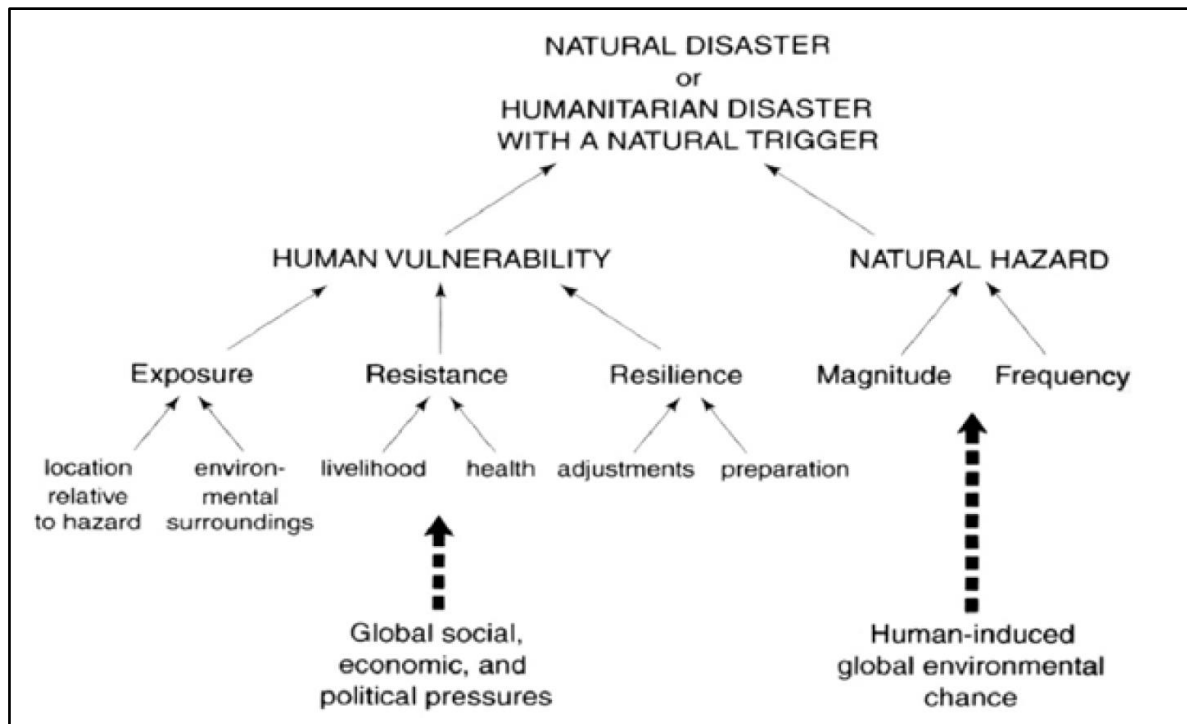 NATURAL DISASTER
or
HUMANITARIAN DISASTER
WITH A NATURAL TRIGGER
HUMAN VULNERABILITY
NATURAL HAZARD
Exposure
Resistance
Resilience
Magnitude
Frequency
location
relative
to hazard
environ-
mental
surroundings
livelihood
health
adjustments
preparation
Global social,
economic, and
political pressures
Human-induced
global environmental
chance